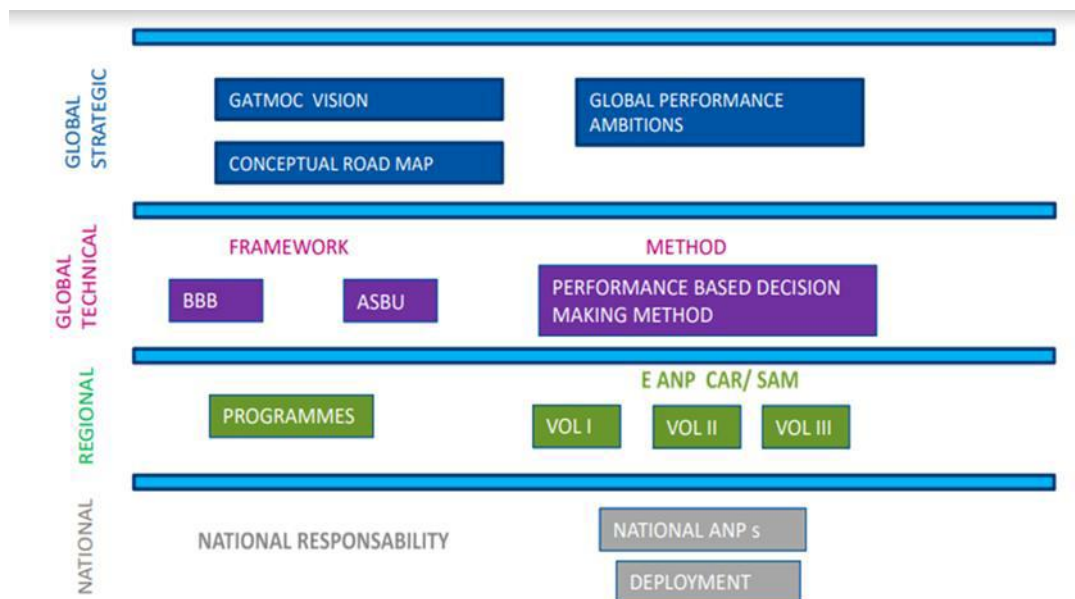 GLOBAL
STRATEGIC
GATMOC VISION
GLOBAL PERFORMANCE
AMBITIONS
CONCEPTUAL ROAD MAP
GLOBAL
TECHNICAL
FRAMEWORK
METHOD
BBB
ASBU
PERFORMANCE BASED DECISION
MAKING METHOD
REGIONAL
E ANP CAR/ SAM
PROGRAMMES
VOL I
VOL II
VOL III
NATIONAL
NATIONAL RESPONSABILITY
NATIONAL ANP s
DEPLOYMENT